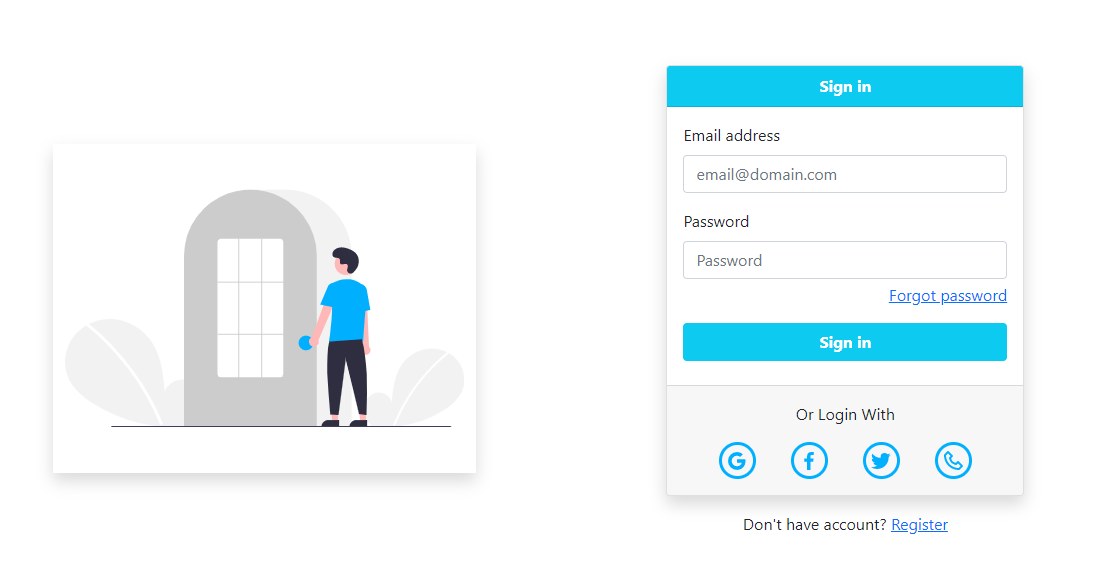 Sign in
Email address
email@domain.com
Password
Password
Forgot password
Sign in
Or Login With
Don't have account? Register